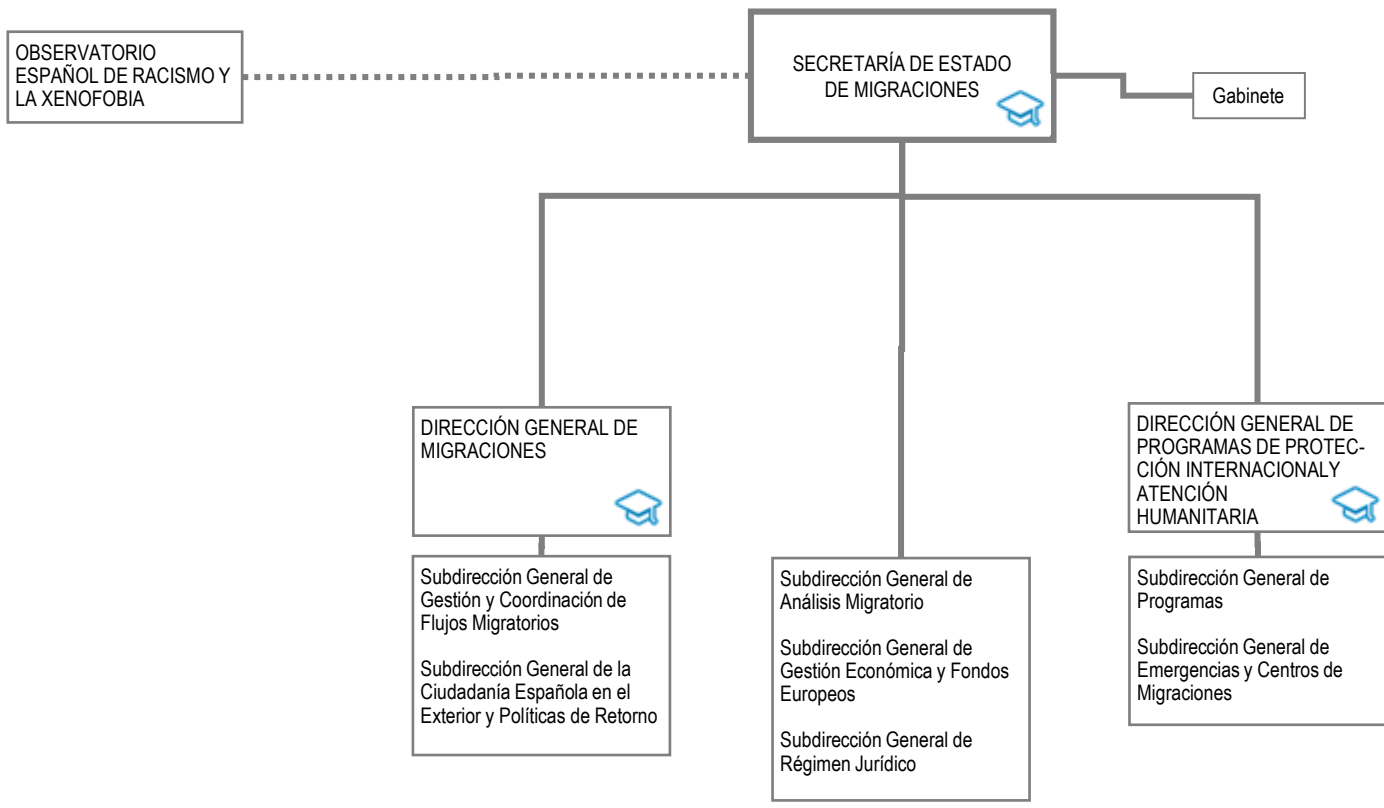 OBSERVATORIO
ESPAÑOL DE RACISMO Y
LA XENOFOBIA
SECRETARÍA DE ESTADO
DE MIGRACIONES
Gabinete
DIRECCIÓN GENERAL DE
MIGRACIONES
Subdirección General de
Gestión y Coordinación de
Flujos Migratorios
Subdirección General de la
Ciudadanía Española en el
Exterior y Políticas de Retorno
Subdirección General de
Análisis Migratorio
Subdirección General de
Gestión Económica y Fondos
Europeos
Subdirección General de
Régimen Jurídico
DIRECCIÓN GENERAL DE
PROGRAMAS DE PROTEC-
CIÓN INTERNACIONALY
ATENCIÓN
HUMANITARIA
Subdirección General de
Programas
Subdirección General de
Emergencias y Centros de
Migraciones